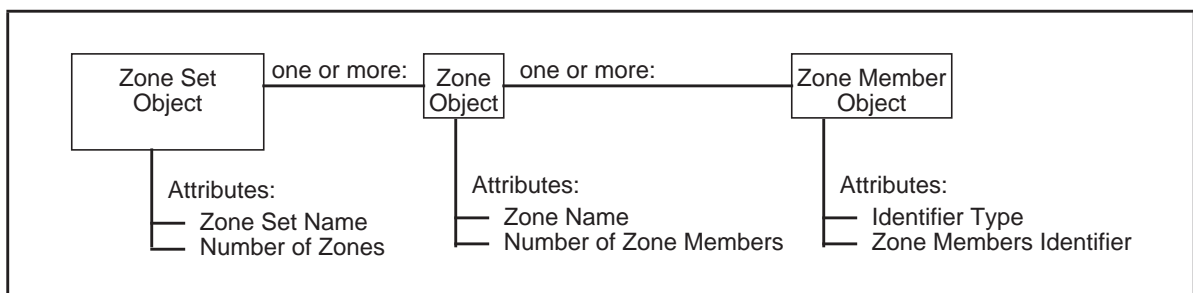 Zone Set
Object
one or more:
Zone
Object
one or more:
Zone Member
Object
Attributes:
Zone Set Name
Number of Zones
Attributes:
Zone Name
Number of Zone Members
Attributes:
Identifier Type
Zone Members Identifier